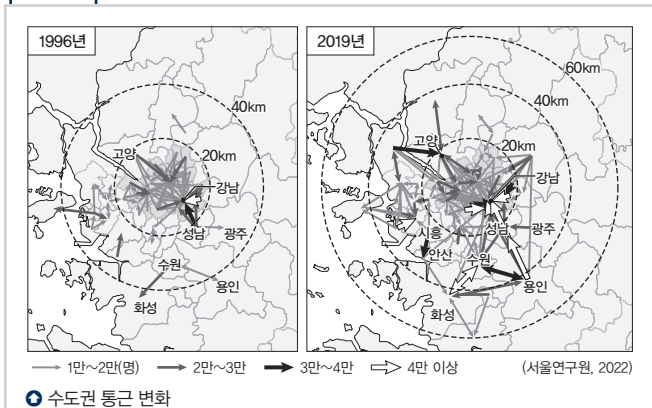 1996년
40km
20km
고양
강남
성남
광주
수원
용인
화성
2019년
60km
40km
20km
고양
강남
시흥
성남
광주
안산
수원
용인
화성
1만~2만(명) 2만~3만 3만~4만 4만 이상 (서울연구원, 2022)
수도권 통근 변화